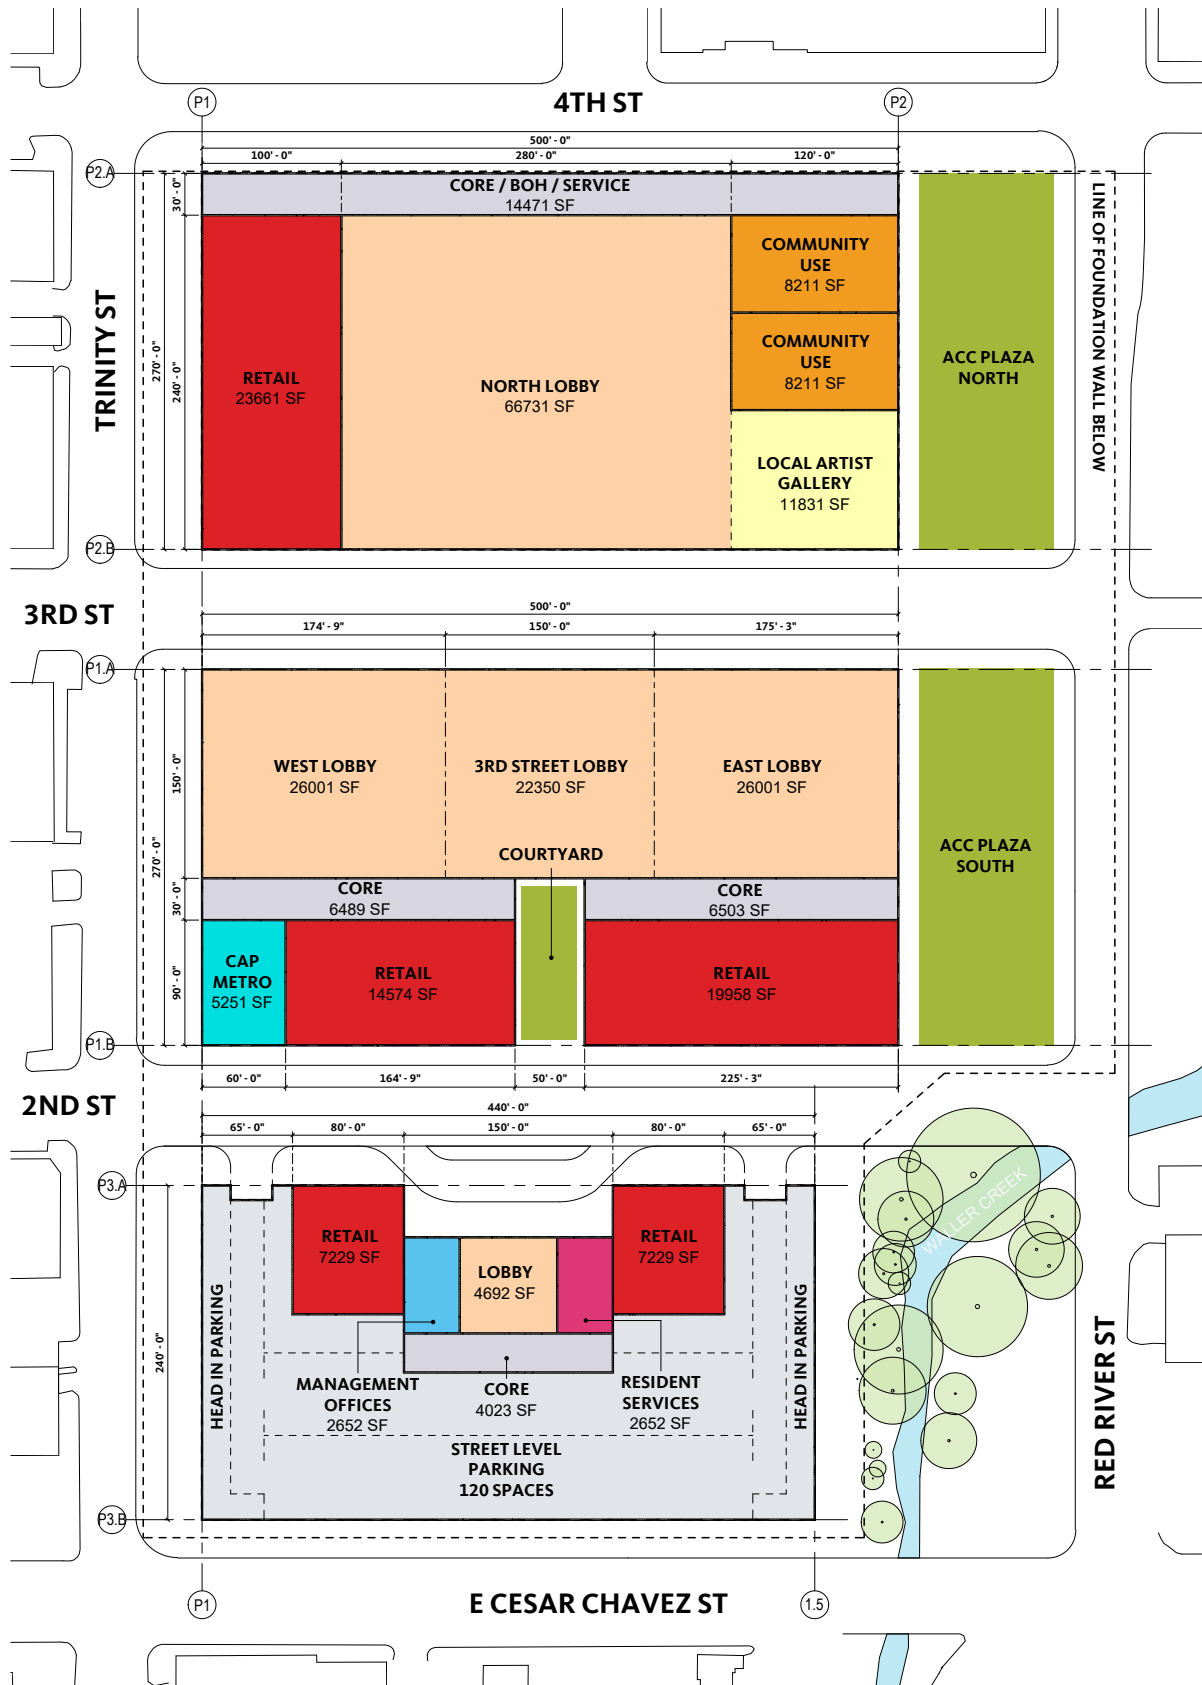 P1
4TH ST
P2
500' - 0"
100' - 0"
280' - 0"
120' - 0"
P2.A
30' - 0"
CORE / BOH / SERVICE
14471 SF
LINE OF FOUNDATION WALL BELOW
TRINITY ST
270' - 0"
240' - 0"
RETAIL
23661 SF
NORTH LOBBY
66731 SF
COMMUNITY
USE
8211 SF
COMMUNITY
USE
8211 SF
LOCAL ARTIST
GALLERY
11831 SF
ACC PLAZA
NORTH
P2.B
3RD ST
500' - 0"
174' - 9"
150' - 0"
175' - 3"
P1.A
270' - 0"
150' - 0"
WEST LOBBY
26001 SF
3RD STREET LOBBY
22350 SF
EAST LOBBY
26001 SF
COURTYARD
ACC PLAZA
SOUTH
30' - 0"
CORE
6489 SF
CORE
6503 SF
90' - 0"
CAP
METRO
5251 SF
RETAIL
14574 SF
RETAIL
19958 SF
P1.B
60' - 0"
164' - 9"
50' - 0"
225' - 3"
2ND ST
440' - 0"
65' - 0"
80' - 0"
150' - 0"
80' - 0"
65' - 0"
P3.A
240' - 0"
HEAD IN PARKING
RETAIL
7229 SF
LOBBY
4692 SF
RETAIL
7229 SF
HEAD IN PARKING
WALLER CREEK
RED RIVER ST
MANAGEMENT
OFFICES
2652 SF
CORE
4023 SF
RESIDENT
SERVICES
2652 SF
STREET LEVEL
PARKING
120 SPACES
P3.B
P1
E CESAR CHAVEZ ST
1.5